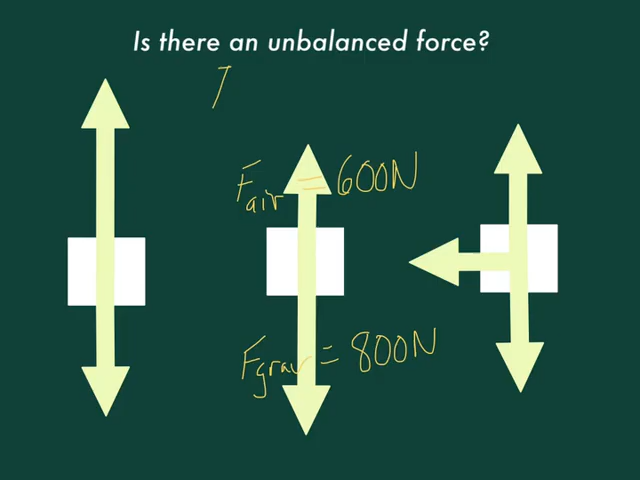 Is there an unbalanced force?
Fair = 600N
Fgrav = 800N